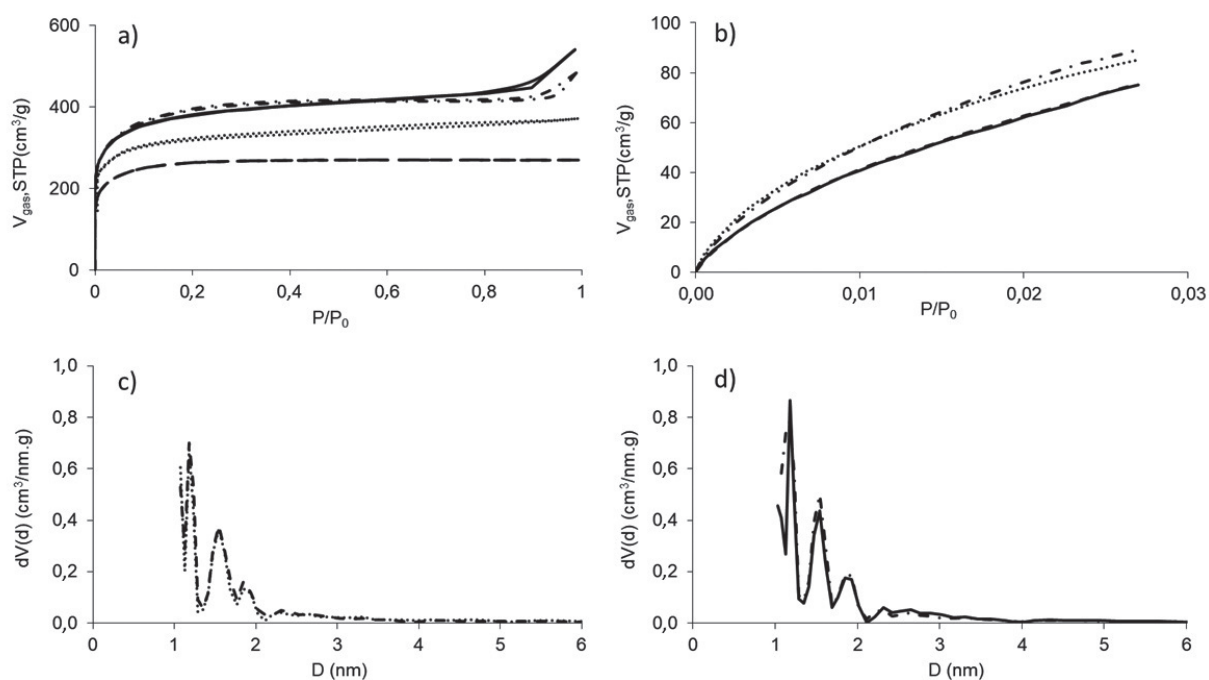 a)
600
400
200
0
V_gas,STP(cm³/g)
0 0,2 0,4 0,6 0,8 1
P/P₀
b)
100
80
60
40
20
0
V_gas,STP(cm³/g)
0,00 0,01 0,02 0,03
P/P₀
c)
1,0
0,8
0,6
0,4
0,2
0,0
dV(d) (cm³/nm.g)
0 1 2 3 4 5 6
D (nm)
d)
1,0
0,8
0,6
0,4
0,2
0,0
dV(d) (cm³/nm.g)
0 1 2 3 4 5 6
D (nm)